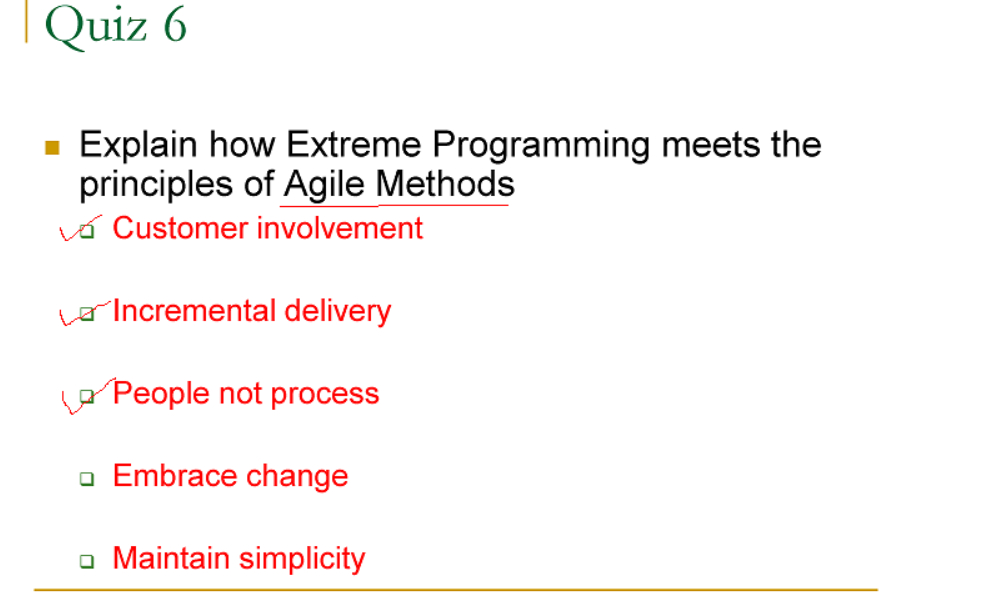 Quiz 6
Explain how Extreme Programming meets the
principles of Agile Methods
Customer involvement
Incremental delivery
People not process
Embrace change
Maintain simplicity